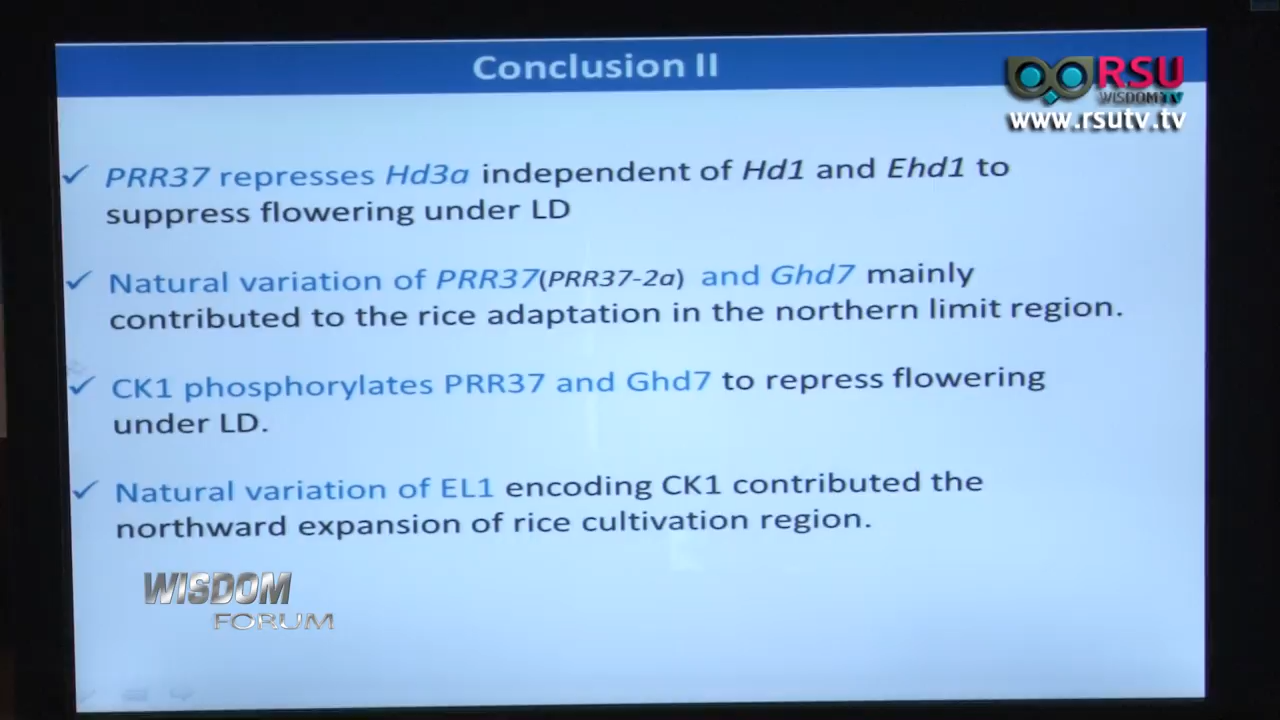 Conclusion II
RSU
WISDOM TV
www.rsutv.tv
✓ PRR37 represses Hd3a independent of Hd1 and Ehd1 to
suppress flowering under LD
✓ Natural variation of PRR37(PRR37-2a) and Ghd7 mainly
contributed to the rice adaptation in the northern limit region.
✓ CK1 phosphorylates PRR37 and Ghd7 to repress flowering
under LD.
✓ Natural variation of EL1 encoding CK1 contributed the
northward expansion of rice cultivation region.
WISDOM
FORUM